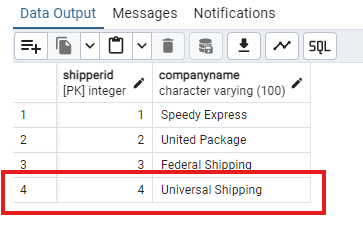 Data Output Messages Notifications
SQL
shipperid companyname
[PK] integer character varying (100)
1 1 Speedy Express
2 2 United Package
3 3 Federal Shipping
4 4 Universal Shipping